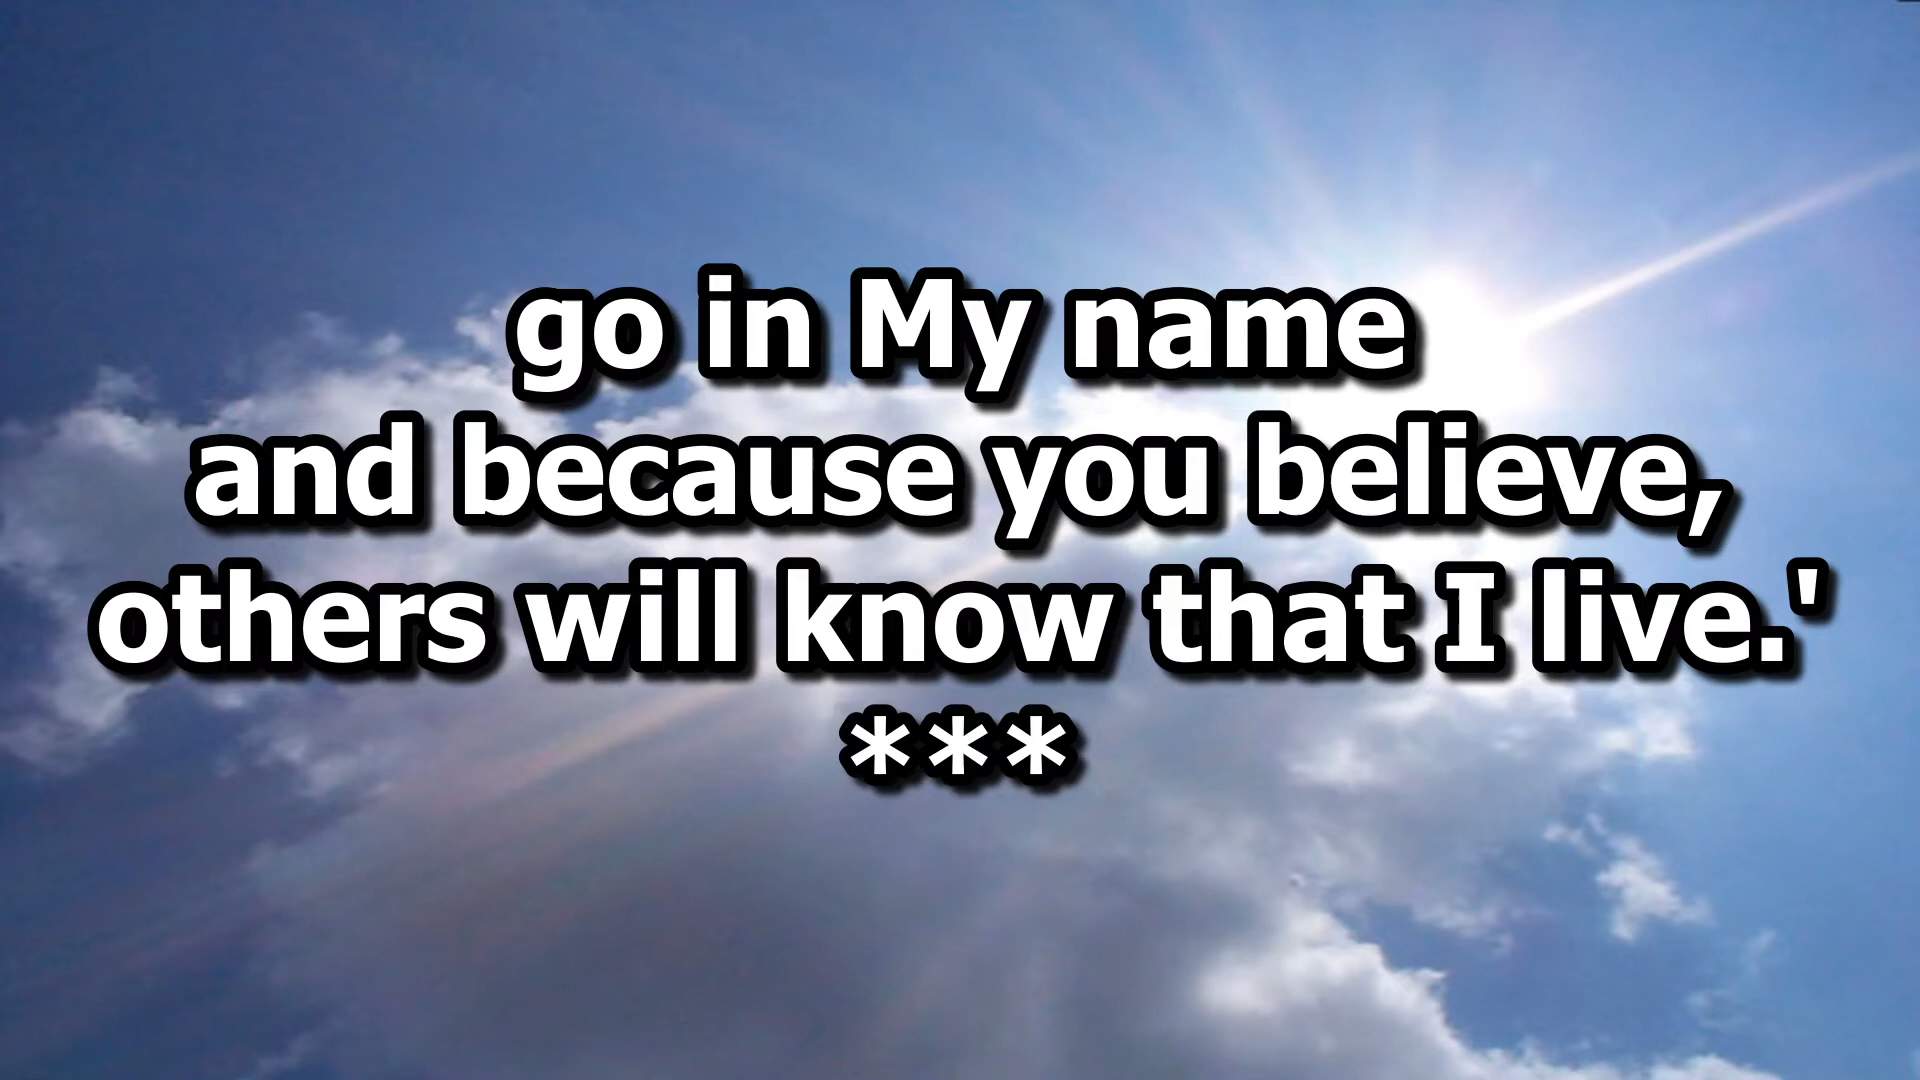 go in My name
and because you believe,
others will know that I live.'
***